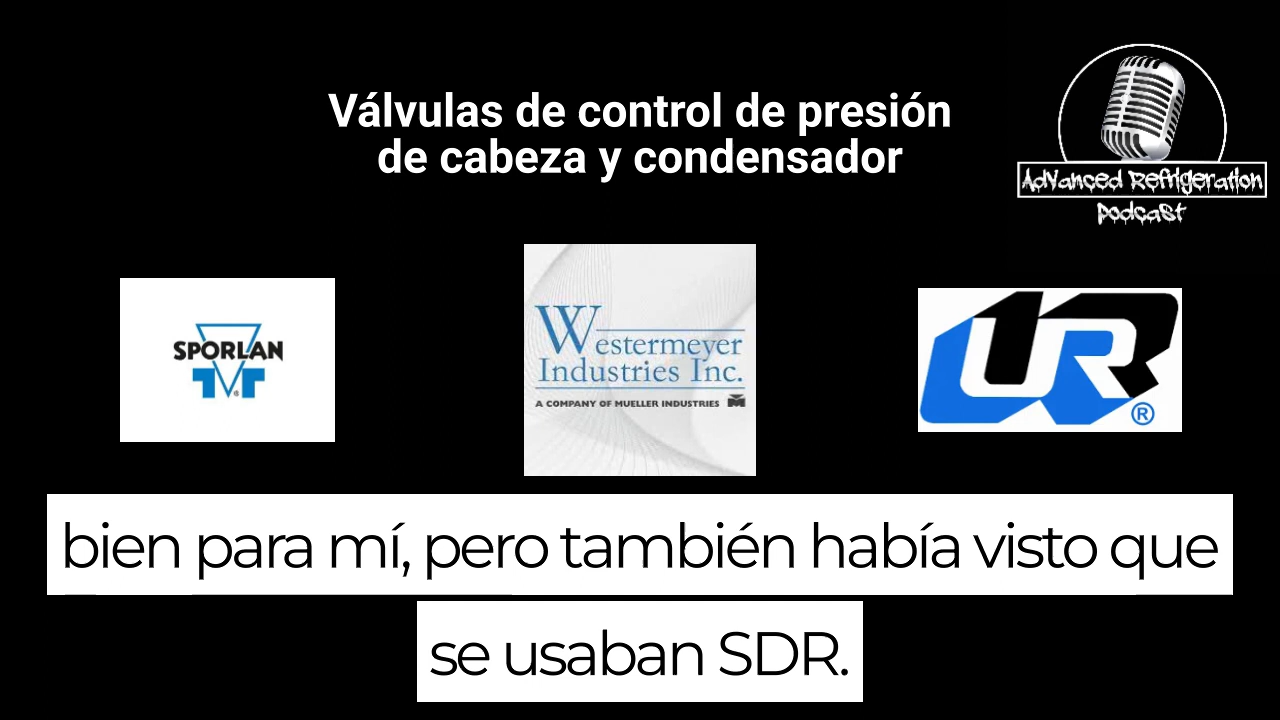 Válvulas de control de presión
de cabeza y condensador
Advanced Refrigeration
Podcast
SPORLAN
®
Westermeyer
Industries Inc.
A COMPANY OF MUELLER INDUSTRIES
UR
®
bien para mí, pero también había visto que
se usaban SDR.